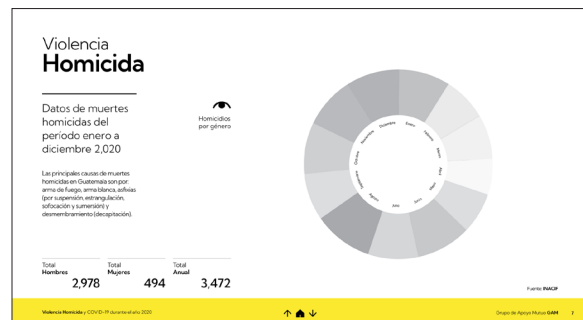 Violencia
Homicida
Datos de muertes
homicidas del
período enero a
diciembre 2,020
Homicidios
por género
Las principales causas de muertes
homicidas en Guatemala son por:
arma de fuego, arma blanca, asfixias
(por suspensión, estrangulación,
sofocación y sumersión) y
desmembramiento (decapitación).
Total
Hombres
2,978
Total
Mujeres
494
Total
Anual
3,472
Enero
Febrero
Marzo
Abril
Mayo
Junio
Julio
Agosto
Septiembre
Octubre
Noviembre
Diciembre
Fuente: INACIF
Violencia Homicida y COVID-19 durante el año 2020
Grupo de Apoyo Mutuo GAM
7